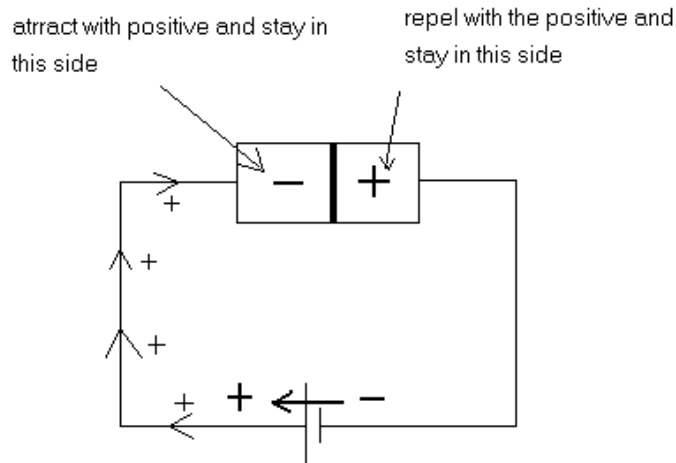 atrract with positive and stay in
this side
repel with the positive and
stay in this side
− +
+
+
+
+
+ −